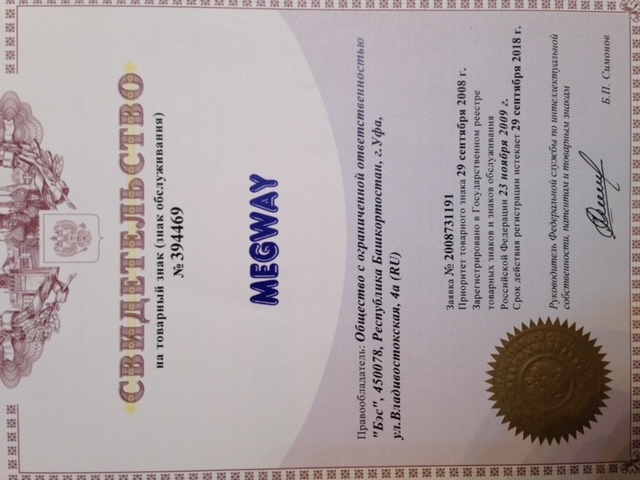 СВИДЕТЕЛЬСТВО
на товарный знак (знак обслуживания)
№ 394469
MEGWAY
Правообладатель: Общество с ограниченной ответственностью
"Бэс", 450078, Республика Башкортостан, г.Уфа,
ул.Владивостокская, 4а (RU)
Заявка № 2008731191
Приоритет товарного знака 29 сентября 2008 г.
Зарегистрировано в Государственном реестре
товарных знаков и знаков обслуживания
Российской Федерации 23 ноября 2009 г.
Срок действия регистрации истекает 29 сентября 2018 г.
Руководитель Федеральной службы по интеллектуальной
собственности, патентам и товарным знакам
Б.П. Симонов